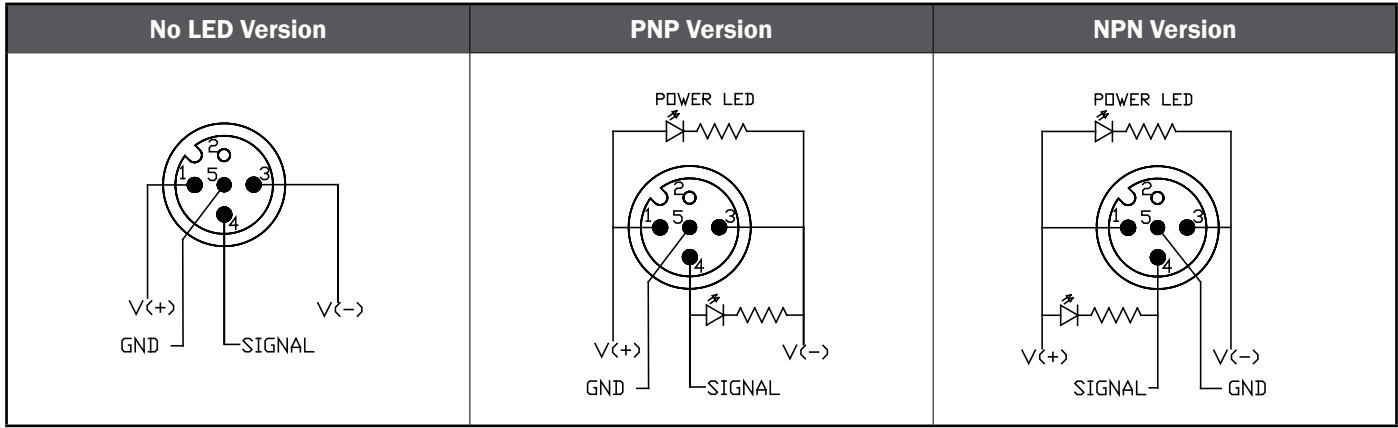 No LED Version
2
1 5 3
4
V(+)
V(-)
GND
SIGNAL
PNP Version
POWER LED
2
1 5 3
4
V(+)
V(-)
GND
SIGNAL
NPN Version
POWER LED
2
1 5 3
4
V(+)
V(-)
SIGNAL
GND